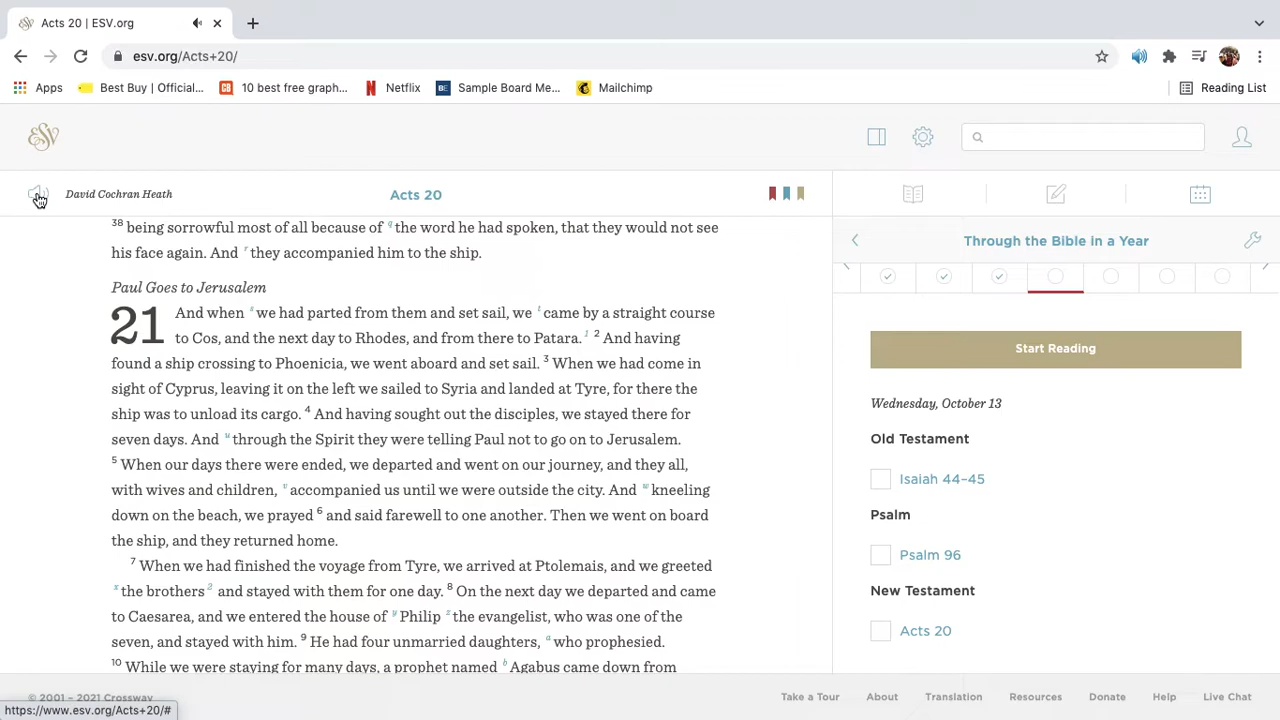 Acts 20 | ESV.org
esv.org/Acts+20/
Apps
Best Buy | Official...
10 best free graph...
Netflix
Sample Board Me...
Mailchimp
Reading List
ESV
David Cochran Heath
Acts 20
38 being sorrowful most of all because of q the word he had spoken, that they would not see
his face again. And r they accompanied him to the ship.
Paul Goes to Jerusalem
21 And when s we had parted from them and set sail, we t came by a straight course
to Cos, and the next day to Rhodes, and from there to Patara. 1 2 And having
found a ship crossing to Phoenicia, we went aboard and set sail. 3 When we had come in
sight of Cyprus, leaving it on the left we sailed to Syria and landed at Tyre, for there the
ship was to unload its cargo. 4 And having sought out the disciples, we stayed there for
seven days. And u through the Spirit they were telling Paul not to go on to Jerusalem.
5 When our days there were ended, we departed and went on our journey, and they all,
with wives and children, v accompanied us until we were outside the city. And w kneeling
down on the beach, we prayed 6 and said farewell to one another. Then we went on board
the ship, and they returned home.
7 When we had finished the voyage from Tyre, we arrived at Ptolemais, and we greeted
x the brothers 2 and stayed with them for one day. 8 On the next day we departed and came
to Caesarea, and we entered the house of y Philip z the evangelist, who was one of the
seven, and stayed with him. 9 He had four unmarried daughters, a who prophesied.
10 While we were staying for many days, a prophet named b Agabus came down from
Through the Bible in a Year
Start Reading
Wednesday, October 13
Old Testament
Isaiah 44–45
Psalm
Psalm 96
New Testament
Acts 20
© 2001 – 2021 Crossway
Take a Tour
About
Translation
Resources
Donate
Help
Live Chat
https://www.esv.org/Acts+20/#